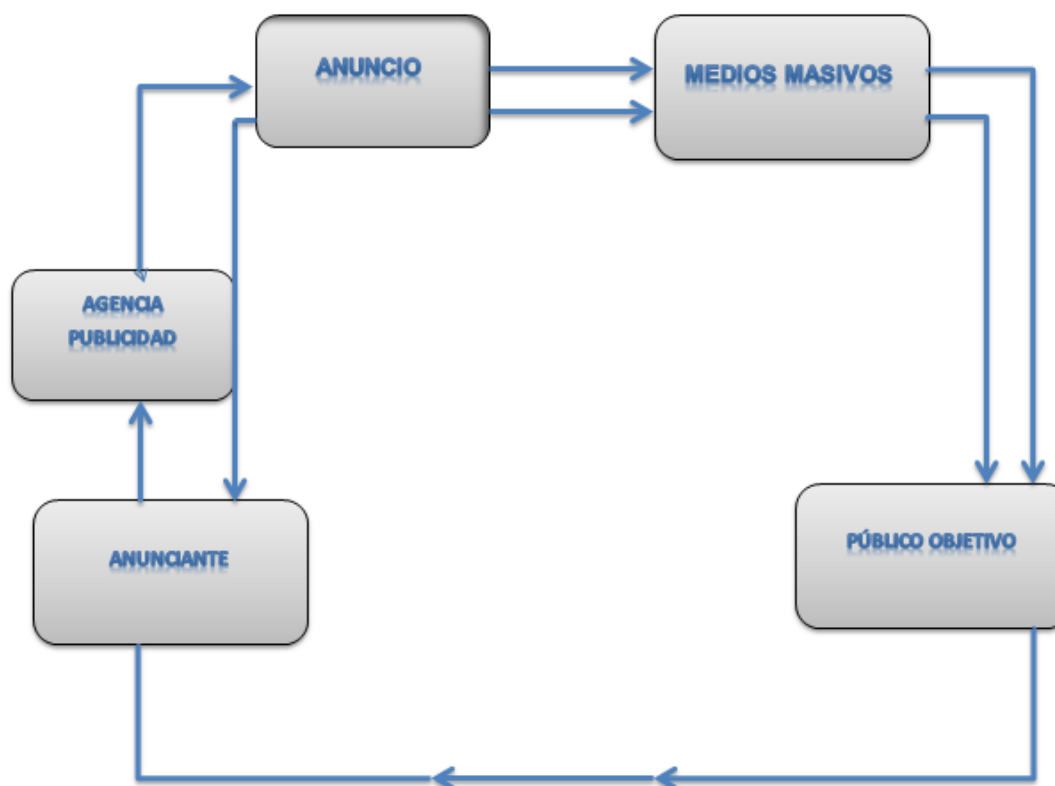 ANUNCIO
MEDIOS MASIVOS
AGENCIA
PUBLICIDAD
ANUNCIANTE
PÚBLICO OBJETIVO